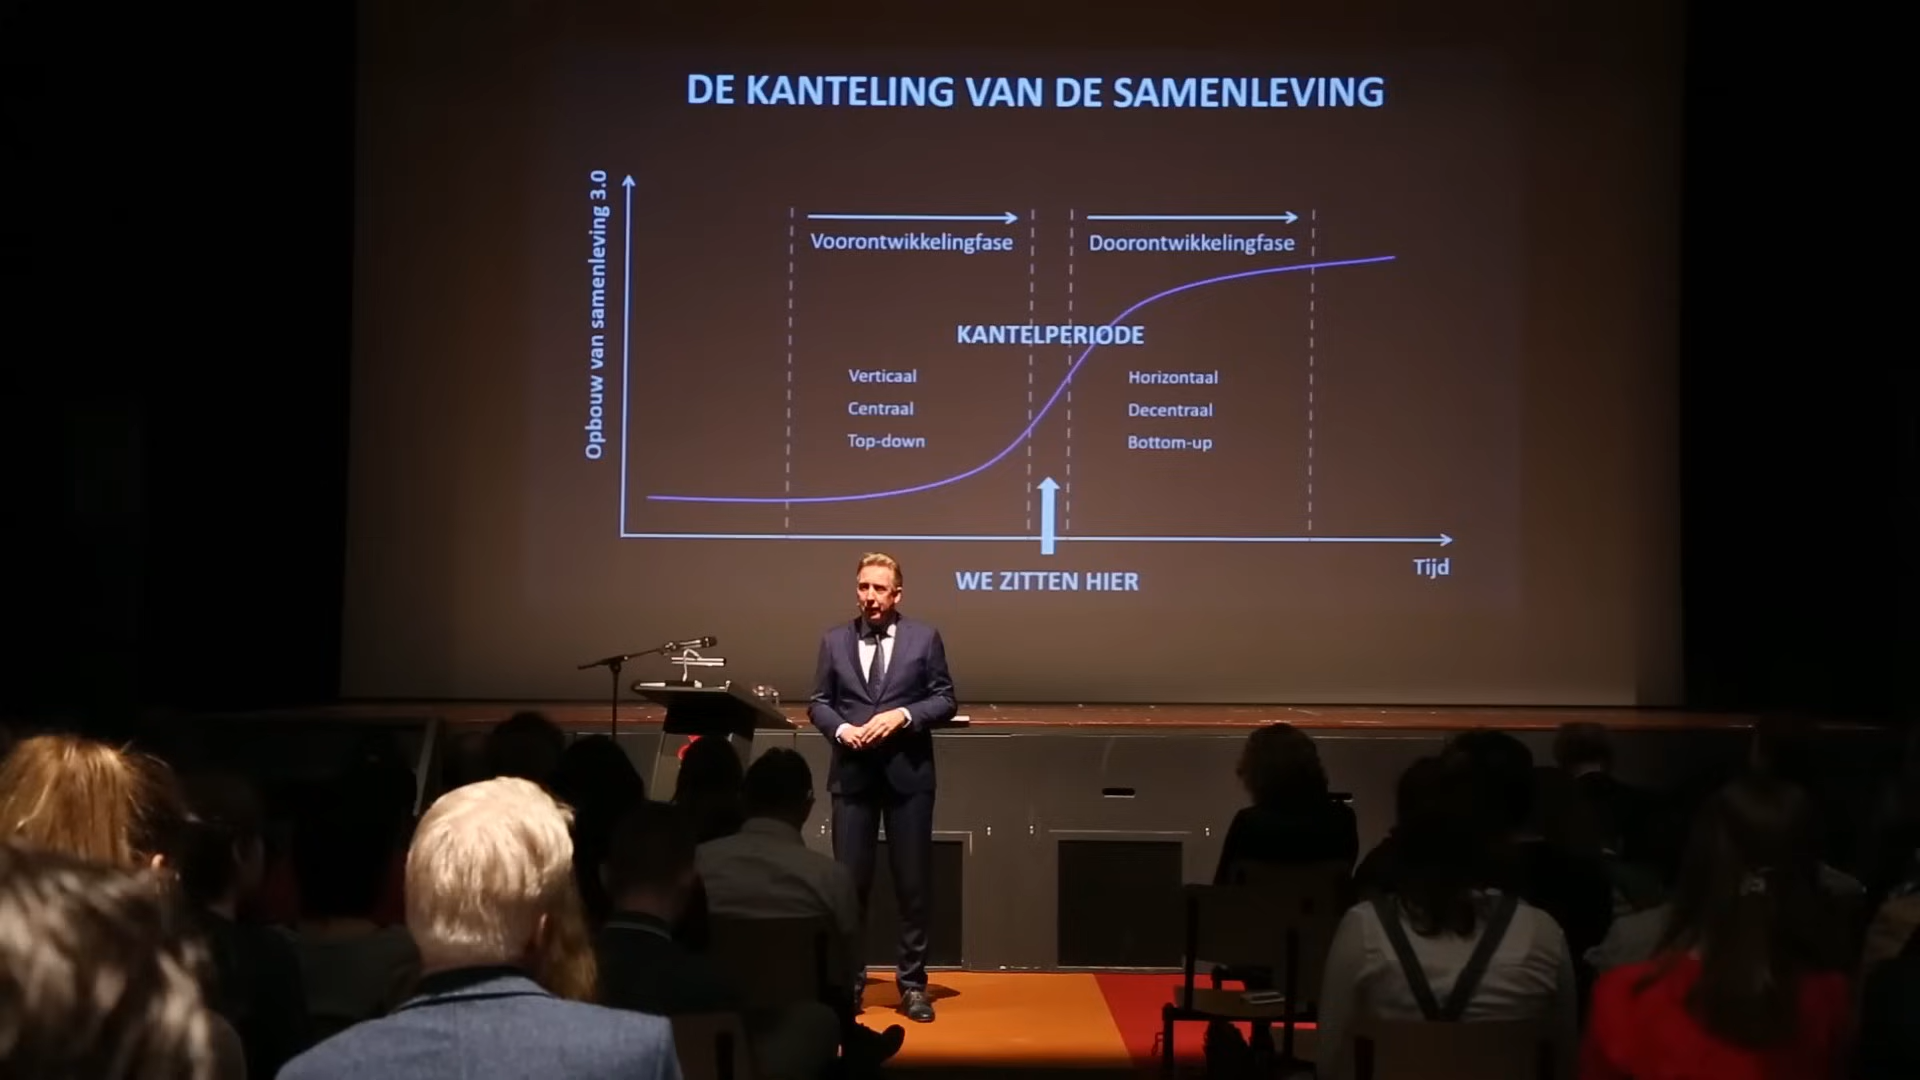 DE KANTELING VAN DE SAMENLEVING
Opbouw van samenleving 3.0
Voorontwikkelingfase
Doorontwikkelingfase
KANTELPERIODE
Verticaal
Centraal
Top-down
Horizontaal
Decentraal
Bottom-up
WE ZITTEN HIER
Tijd